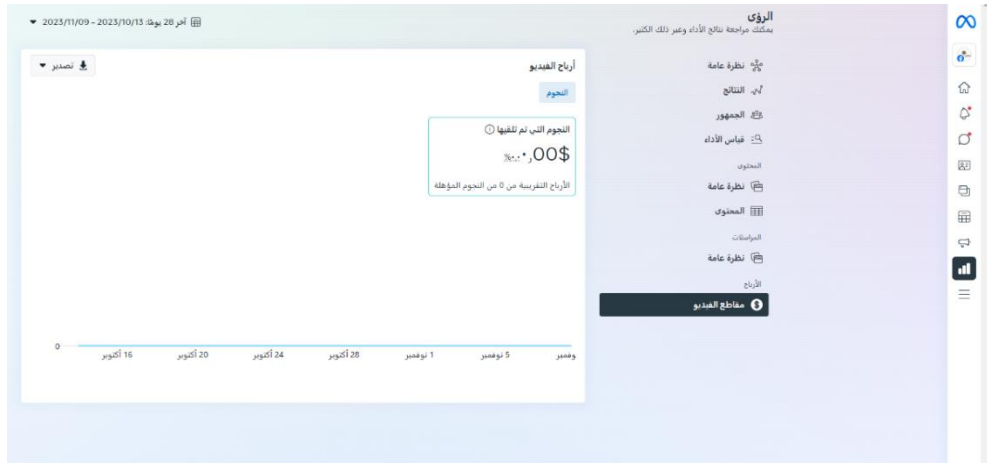 الرؤى
يمكنك مراجعة نتائج الأداء وعبر ذلك الكثير.
آخر 28 يومًا: 2023/10/13 - 2023/11/09
نظرة عامة
النتائج
الجمهور
قياس الأداء
المحتوى
نظرة عامة
المحتوى
المراسلات
نظرة عامة
الأرباح
مقاطع الفيديو
أرباح الفيديو
تصدير
النجوم
النجوم التي تم تلقيها
الأرباح التقريبية من 0 من النجوم المؤهلة
0
16 أكتوبر
20 أكتوبر
24 أكتوبر
28 أكتوبر
1 نوفمبر
5 نوفمبر
وفمبر